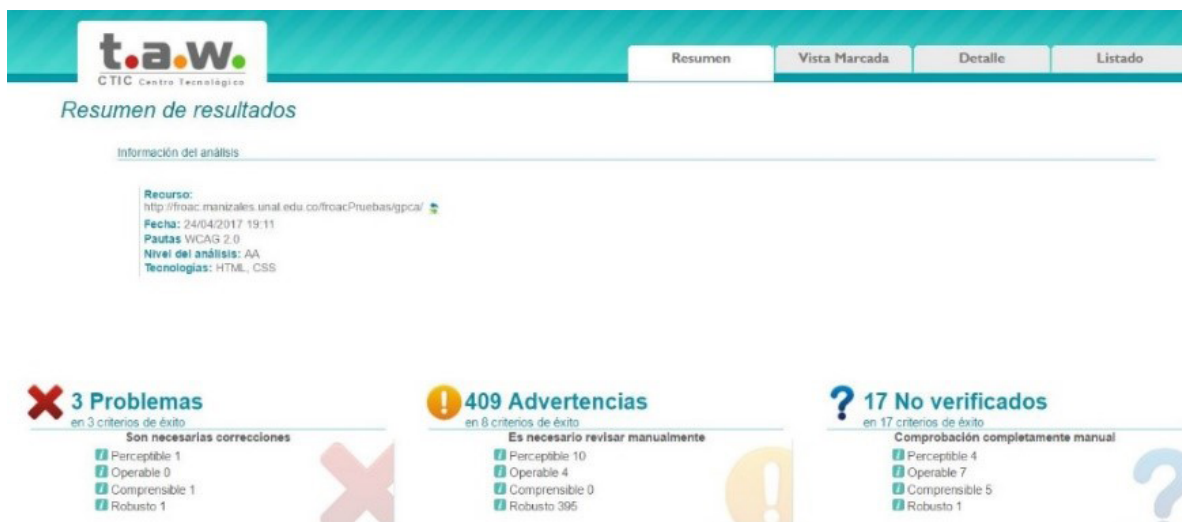 t.a.w.
CTIC Centro Tecnológico
Resumen
Vista Marcada
Detalle
Listado
Resumen de resultados
Información del análisis
Recurso:
http://froac.manizales.unal.edu.co/froacPruebas/gpca/
Fecha: 24/04/2017 19:11
Pautas WCAG 2.0
Nivel del análisis: AA
Tecnologías: HTML, CSS
3 Problemas
en 3 criterios de éxito
Son necesarias correcciones
Perceptible 1
Operable 0
Comprensible 1
Robusto 1
409 Advertencias
en 8 criterios de éxito
Es necesario revisar manualmente
Perceptible 10
Operable 4
Comprensible 0
Robusto 395
17 No verificados
en 17 criterios de éxito
Comprobación completamente manual
Perceptible 4
Operable 7
Comprensible 5
Robusto 1